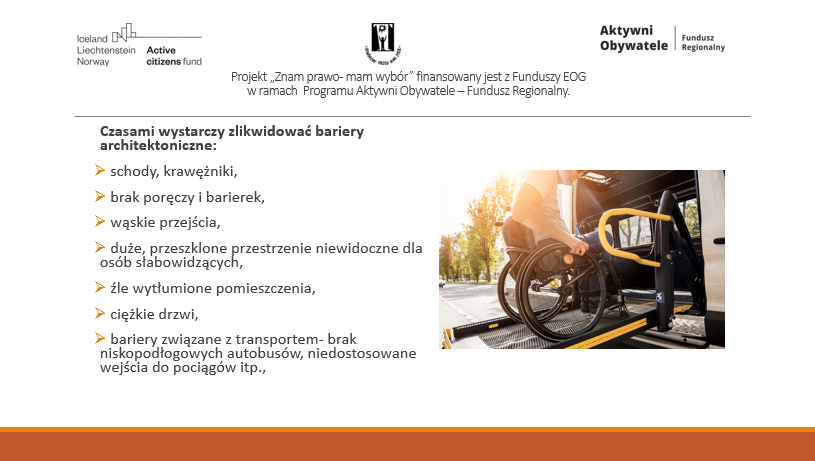 Iceland
Liechtenstein
Norway
Active
citizens fund
Aktywni
Obywatele
Fundusz
Regionalny
Projekt „Znam prawo- mam wybór” finansowany jest z Funduszy EOG
w ramach Programu Aktywni Obywatele – Fundusz Regionalny.
Czasami wystarczy zlikwidować bariery
architektoniczne:
schody, krawężniki,
brak poręczy i barierek,
wąskie przejścia,
duże, przeszklone przestrzenie niewidoczne dla
osób słabowidzących,
źle wytłumione pomieszczenia,
ciężkie drzwi,
bariery związane z transportem- brak
niskopodłogowych autobusów, niedostosowane
wejścia do pociągów itp.,